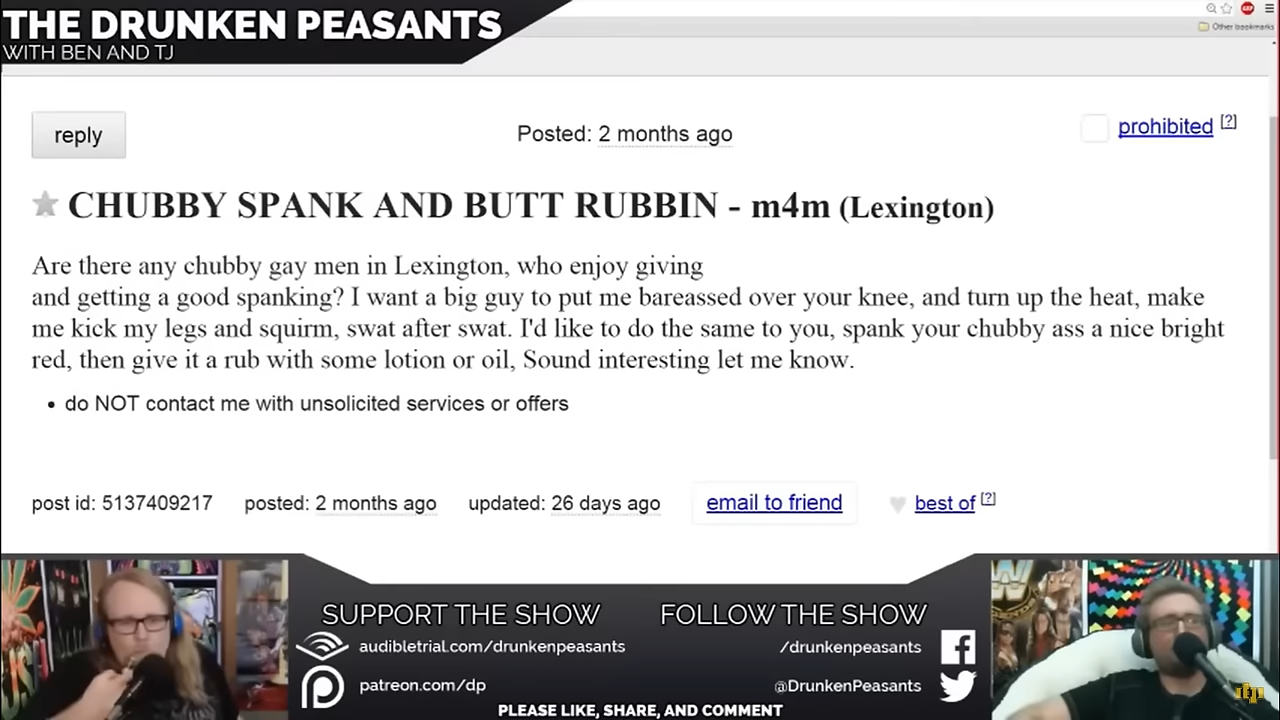 THE DRUNKEN PEASANTS
WITH BEN AND TJ
Other bookmarks
reply
Posted: 2 months ago
prohibited [?]
CHUBBY SPANK AND BUTT RUBBIN - m4m (Lexington)
Are there any chubby gay men in Lexington, who enjoy giving
and getting a good spanking? I want a big guy to put me bareassed over your knee, and turn up the heat, make
me kick my legs and squirm, swat after swat. I'd like to do the same to you, spank your chubby ass a nice bright
red, then give it a rub with some lotion or oil, Sound interesting let me know.
• do NOT contact me with unsolicited services or offers
post id: 5137409217 posted: 2 months ago updated: 26 days ago email to friend best of [?]
SUPPORT THE SHOW
audibletrial.com/drunkenpeasants
patreon.com/dp
FOLLOW THE SHOW
/drunkenpeasants
@DrunkenPeasants
PLEASE LIKE, SHARE, AND COMMENT